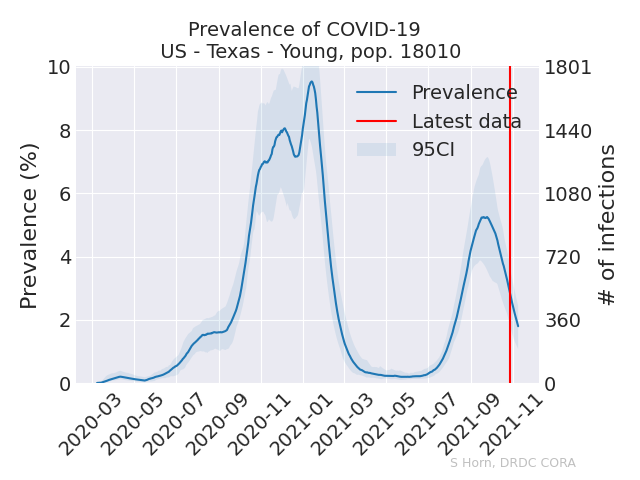 Prevalence of COVID-19
US - Texas - Young, pop. 18010
Prevalence (%)
10
8
6
4
2
0
Prevalence
Latest data
95CI
1801
1440
1080
720
360
0
# of infections
2020-03
2020-05
2020-07
2020-09
2020-11
2021-01
2021-03
2021-05
2021-07
2021-09
2021-11
S Horn, DRDC CORA